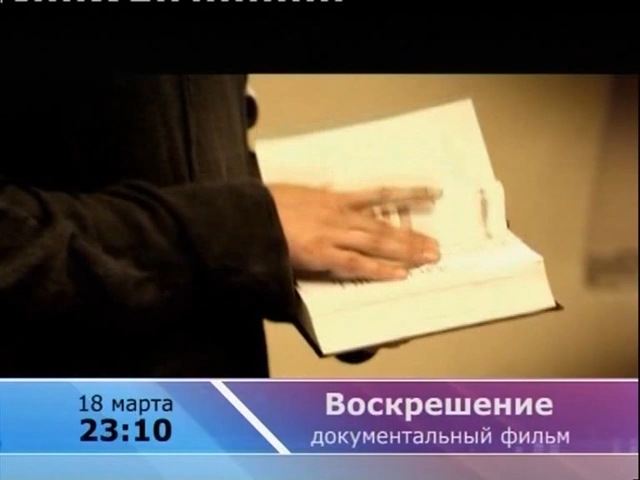 18 марта
23:10
Воскрешение
документальный фильм